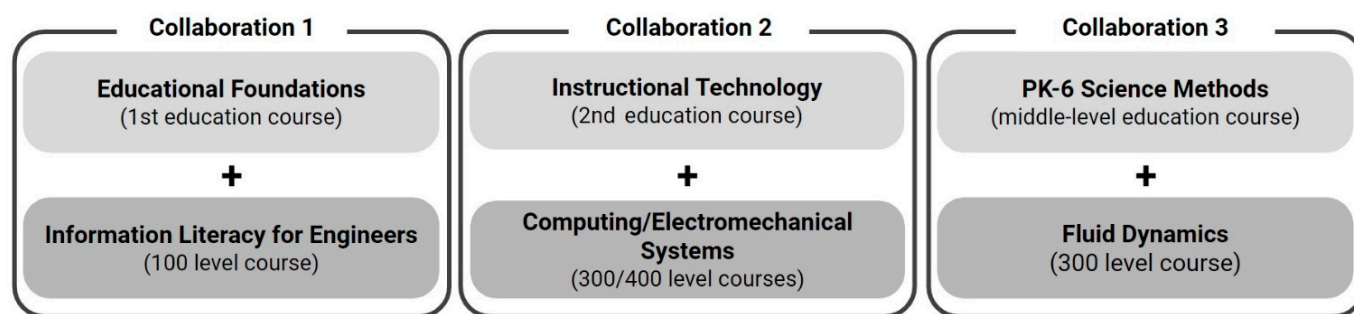 Collaboration 1
Educational Foundations
(1st education course)
+
Information Literacy for Engineers
(100 level course)
Collaboration 2
Instructional Technology
(2nd education course)
+
Computing/Electromechanical
Systems
(300/400 level courses)
Collaboration 3
PK-6 Science Methods
(middle-level education course)
+
Fluid Dynamics
(300 level course)